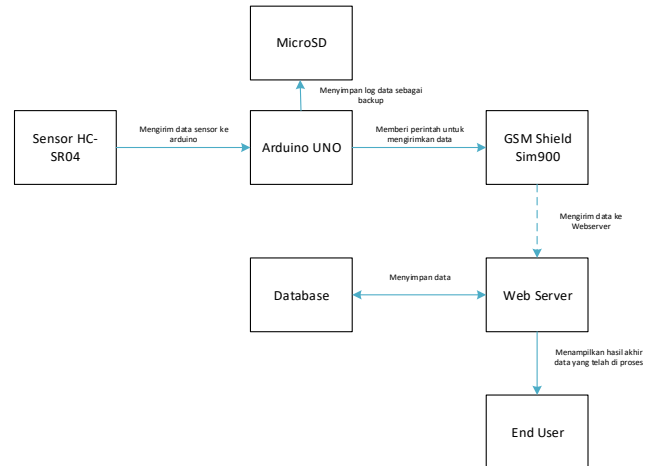 MicroSD
Menyimpan log data sebagai
backup
Sensor HC-
SR04
Mengirim data sensor ke
arduino
Arduino UNO
Memberi perintah untuk
mengirimkan data
GSM Shield
Sim900
Mengirim data ke
Webserver
Database
Menyimpan data
Web Server
Menampilkan hasil akhir
data yang telah di proses
End User